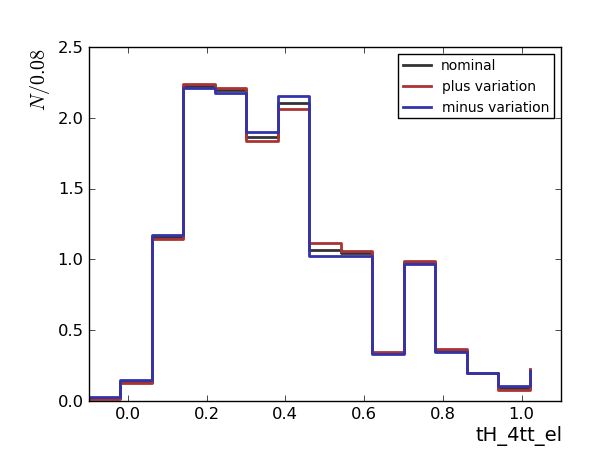 N/0.08
2.5
2.0
1.5
1.0
0.5
0.0
nominal
plus variation
minus variation
0.0 0.2 0.4 0.6 0.8 1.0
tH_4tt_el